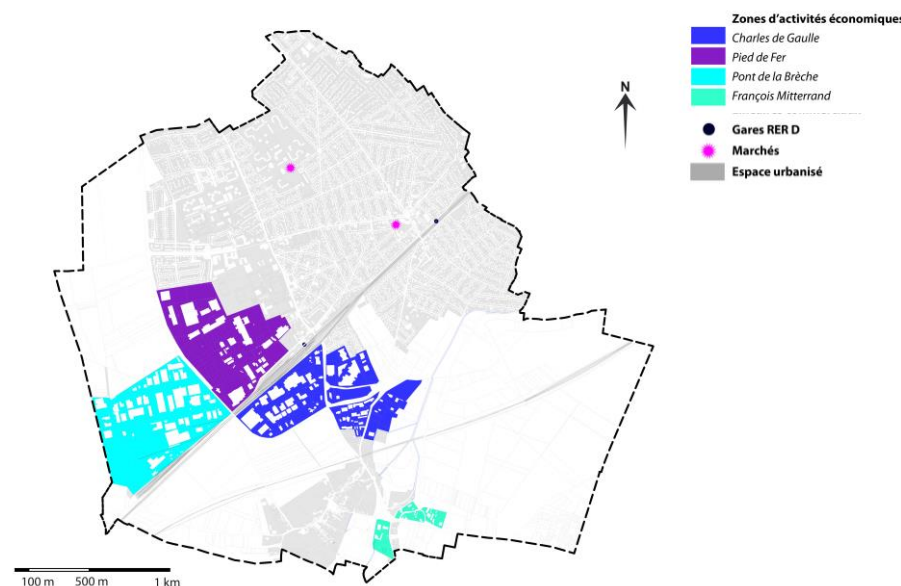 Zones d'activités économiques
Charles de Gaulle
Pied de Fer
Pont de la Brèche
François Mitterrand
N
Gares RER D
Marchés
Espace urbanisé
100 m 500 m 1 km